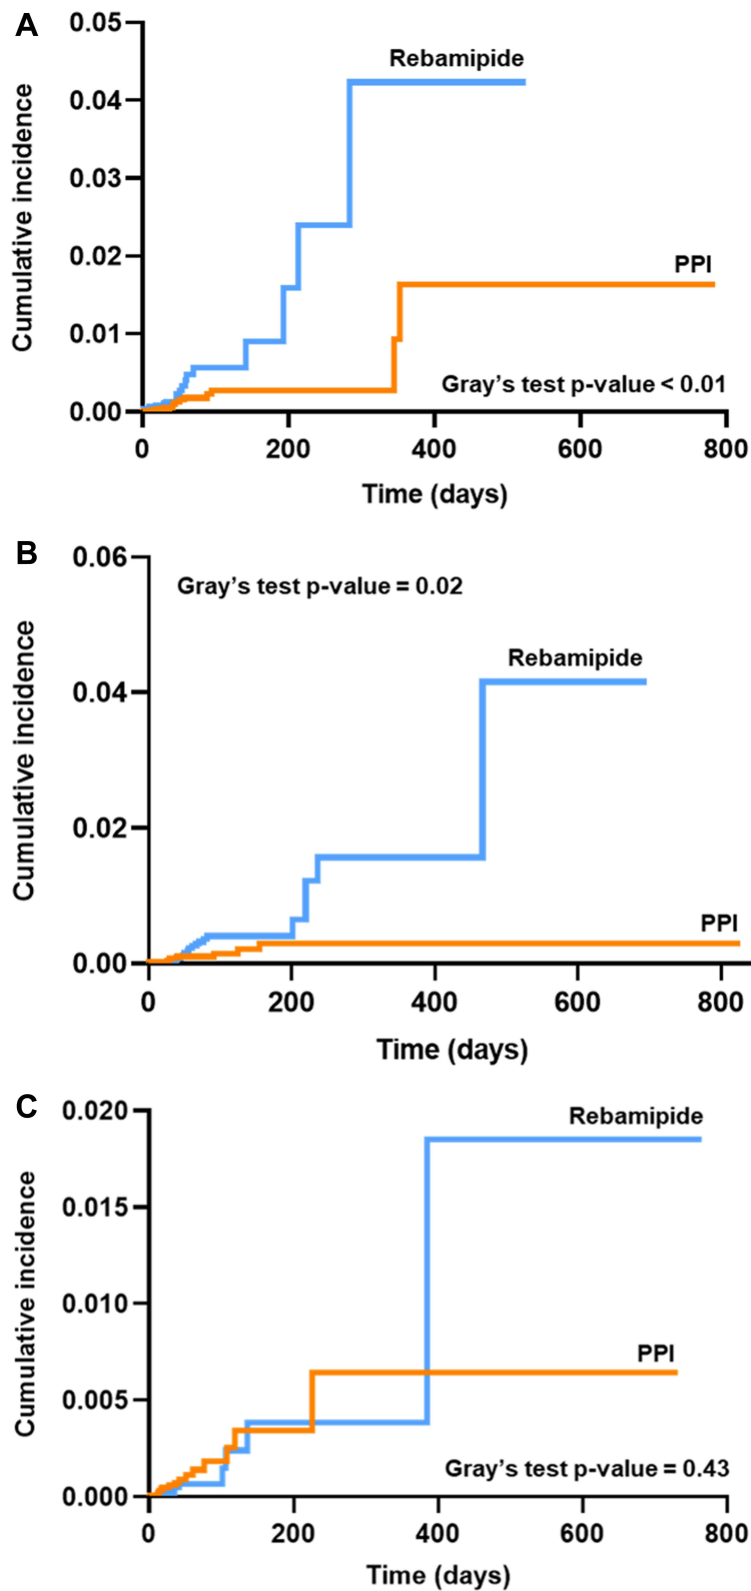 A
Cumulative incidence
0.05
0.04
0.03
0.02
0.01
0.00
Rebamipide
PPI
Gray's test p-value < 0.01
0 200 400 600 800
Time (days)
B
Cumulative incidence
0.06
0.04
0.02
0.00
Gray's test p-value = 0.02
Rebamipide
PPI
0 200 400 600 800
Time (days)
C
Cumulative incidence
0.020
0.015
0.010
0.005
0.000
Rebamipide
PPI
Gray's test p-value = 0.43
0 200 400 600 800
Time (days)